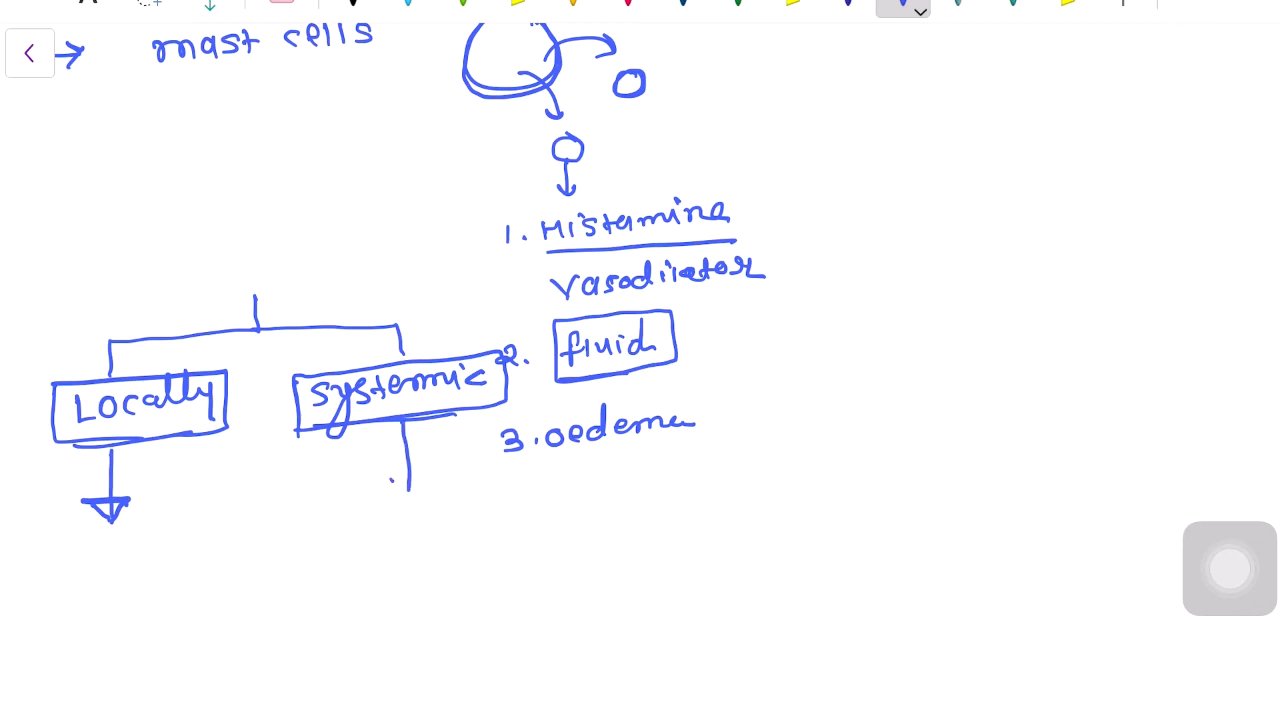 → mast cells
1. Histamine
vasodilator
2. fluid
Locally
systemic
3. oedema